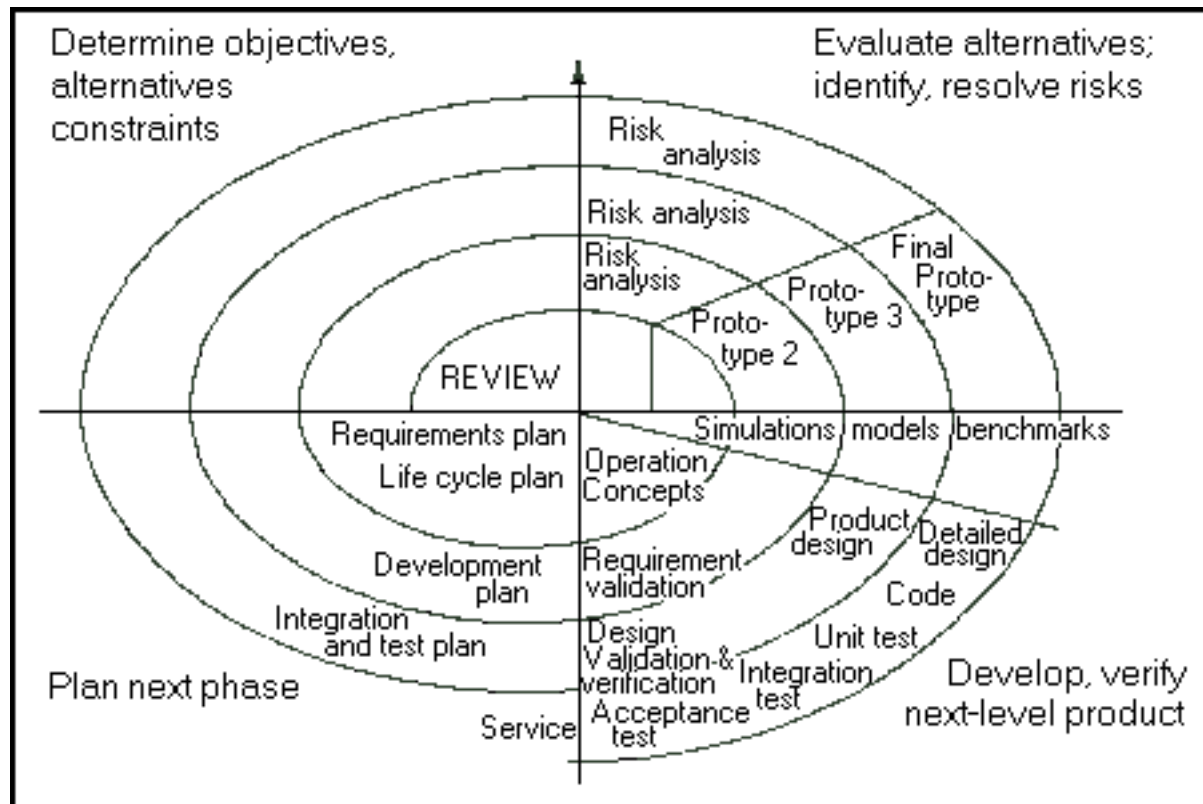 Determine objectives,
alternatives
constraints
Evaluate alternatives;
identify, resolve risks
Risk
analysis
Risk analysis
Risk
analysis
Final
Proto-
type
Proto-
type 3
Proto-
type 2
REVIEW
Requirements plan
Life cycle plan
Simulations models benchmarks
Operation
Concepts
Product
design
Detailed
design
Development
plan
Requirement
validation
Code
Integration
and test plan
Design
Validation &
verification
Unit test
Integration
test
Plan next phase
Develop, verify
next-level product
Service
Acceptance
test